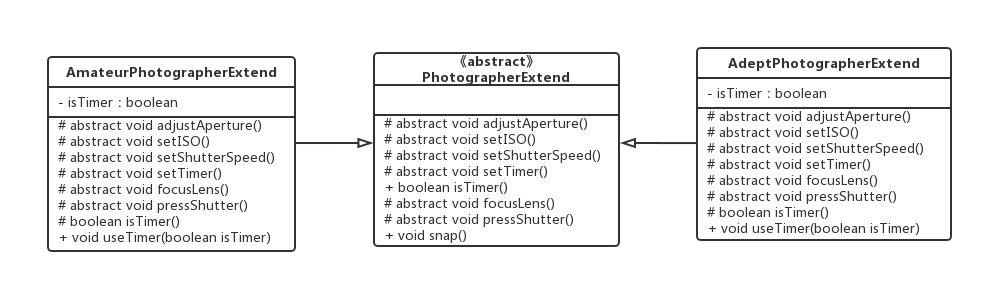 AmateurPhotographerExtend
- isTimer : boolean
# abstract void adjustAperture()
# abstract void setISO()
# abstract void setShutterSpeed()
# abstract void setTimer()
# abstract void focusLens()
# abstract void pressShutter()
# boolean isTimer()
+ void useTimer(boolean isTimer)
《abstract》
PhotographerExtend
# abstract void adjustAperture()
# abstract void setISO()
# abstract void setShutterSpeed()
# abstract void setTimer()
+ boolean isTimer()
# abstract void focusLens()
# abstract void pressShutter()
+ void snap()
AdeptPhotographerExtend
- isTimer : boolean
# abstract void adjustAperture()
# abstract void setISO()
# abstract void setShutterSpeed()
# abstract void setTimer()
# abstract void focusLens()
# abstract void pressShutter()
# boolean isTimer()
+ void useTimer(boolean isTimer)